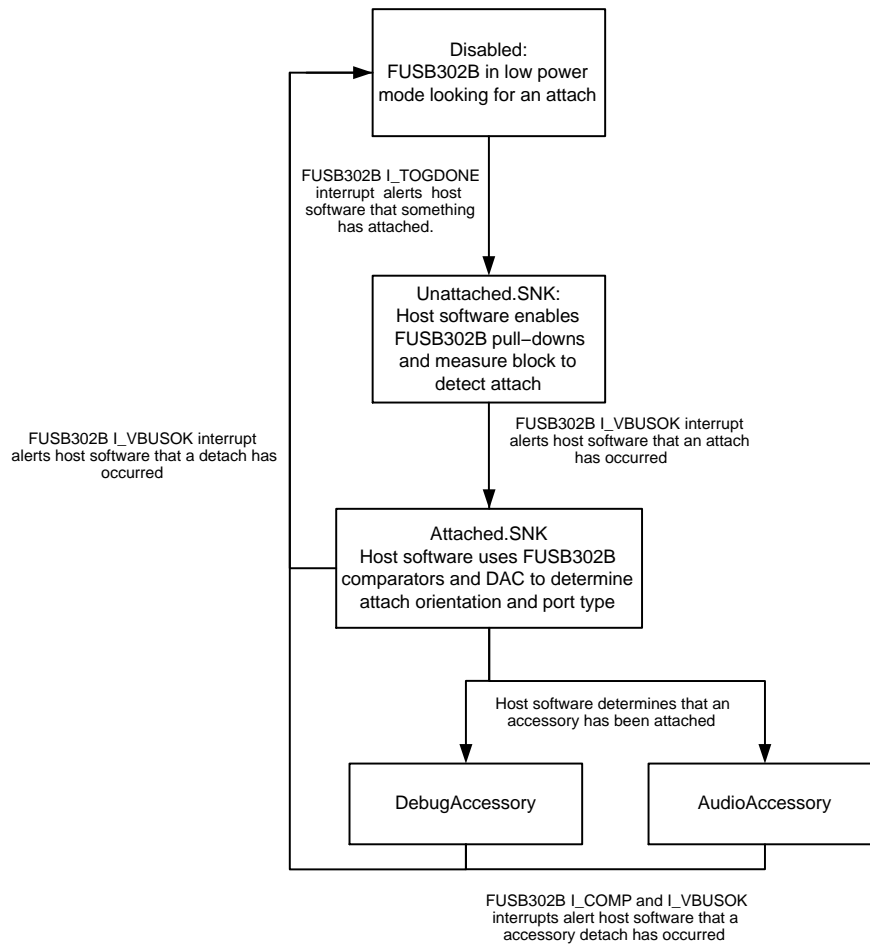 Disabled:
FUSB302B in low power
mode looking for an attach
FUSB302B I_TOGDONE
interrupt alerts host
software that something
has attached.
Unattached.SNK:
Host software enables
FUSB302B pull−downs
and measure block to
detect attach
FUSB302B I_VBUSOK interrupt
alerts host software that a detach has
occurred
FUSB302B I_VBUSOK interrupt
alerts host software that an attach
has occurred
Attached.SNK
Host software uses FUSB302B
comparators and DAC to determine
attach orientation and port type
Host software determines that an
accessory has been attached
DebugAccessory
AudioAccessory
FUSB302B I_COMP and I_VBUSOK
interrupts alert host software that a
accessory detach has occurred